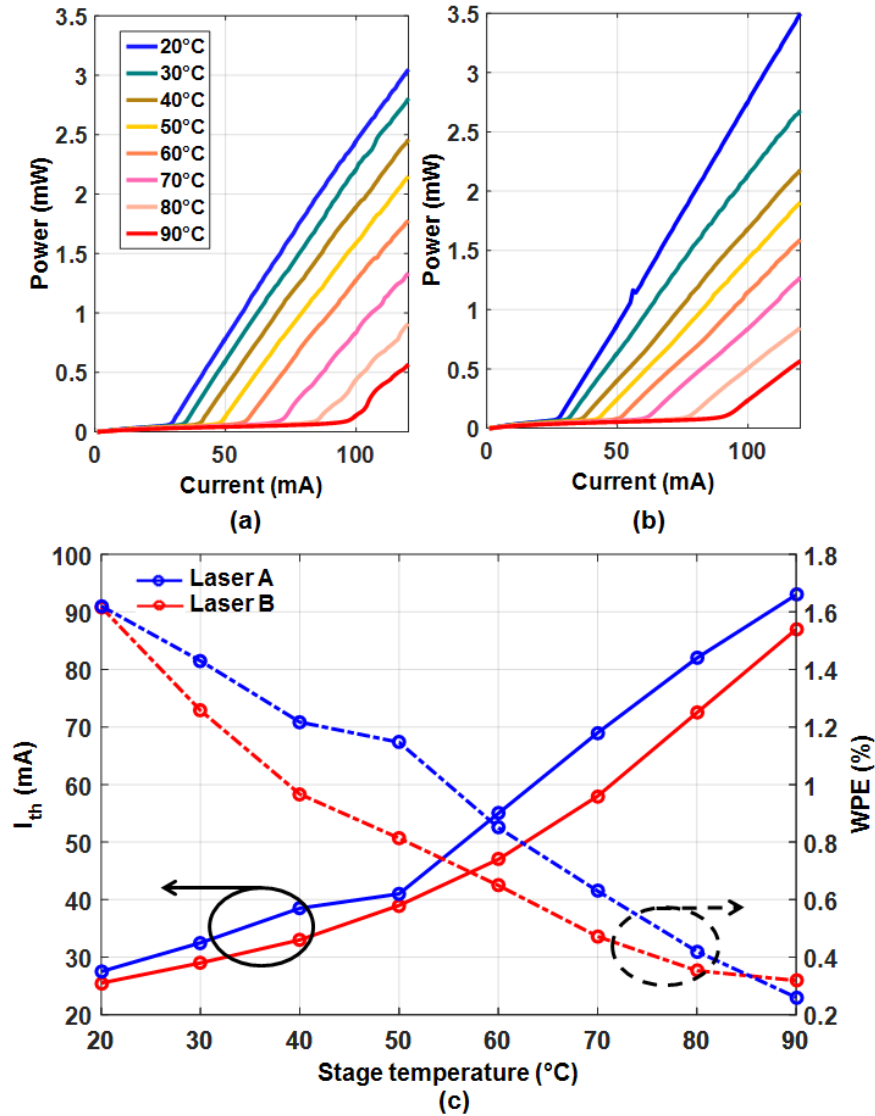 3.5
3
2.5
2
1.5
1
0.5
0
Power (mW)
20°C
30°C
40°C
50°C
60°C
70°C
80°C
90°C
0 50 100
Current (mA)
(a)
3.5
3
2.5
2
1.5
1
0.5
0
Power (mW)
0 50 100
Current (mA)
(b)
100
90
80
70
60
50
40
30
20
Ith (mA)
Laser A
Laser B
1.8
1.6
1.4
1.2
1
0.8
0.6
0.4
0.2
WPE (%)
20 30 40 50 60 70 80 90
Stage temperature (°C)
(c)